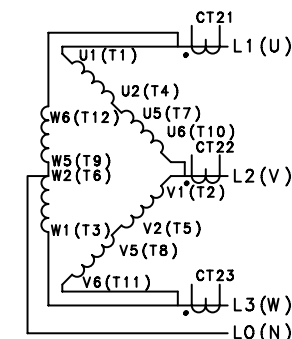 CT21
L1(U)
U1(T1)
U2(T4)
U5(T7)
U6(T10)
W6(T12)
CT22
W5(T9)
W2(T6)
L2(V)
V1(T2)
W1(T3)
V2(T5)
V5(T8)
V6(T11)
CT23
L3(W)
L0(N)